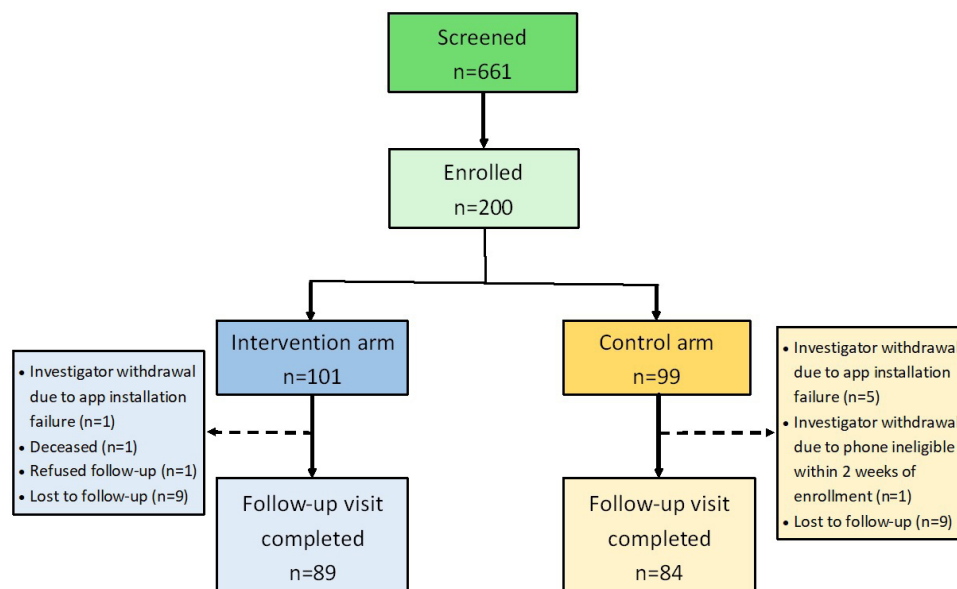 Screened
n=661
Enrolled
n=200
Intervention arm
n=101
Control arm
n=99
• Investigator withdrawal
due to app installation
failure (n=1)
• Deceased (n=1)
• Refused follow-up (n=1)
• Lost to follow-up (n=9)
• Investigator withdrawal
due to app installation
failure (n=5)
• Investigator withdrawal
due to phone ineligible
within 2 weeks of
enrollment (n=1)
• Lost to follow-up (n=9)
Follow-up visit
completed
n=89
Follow-up visit
completed
n=84